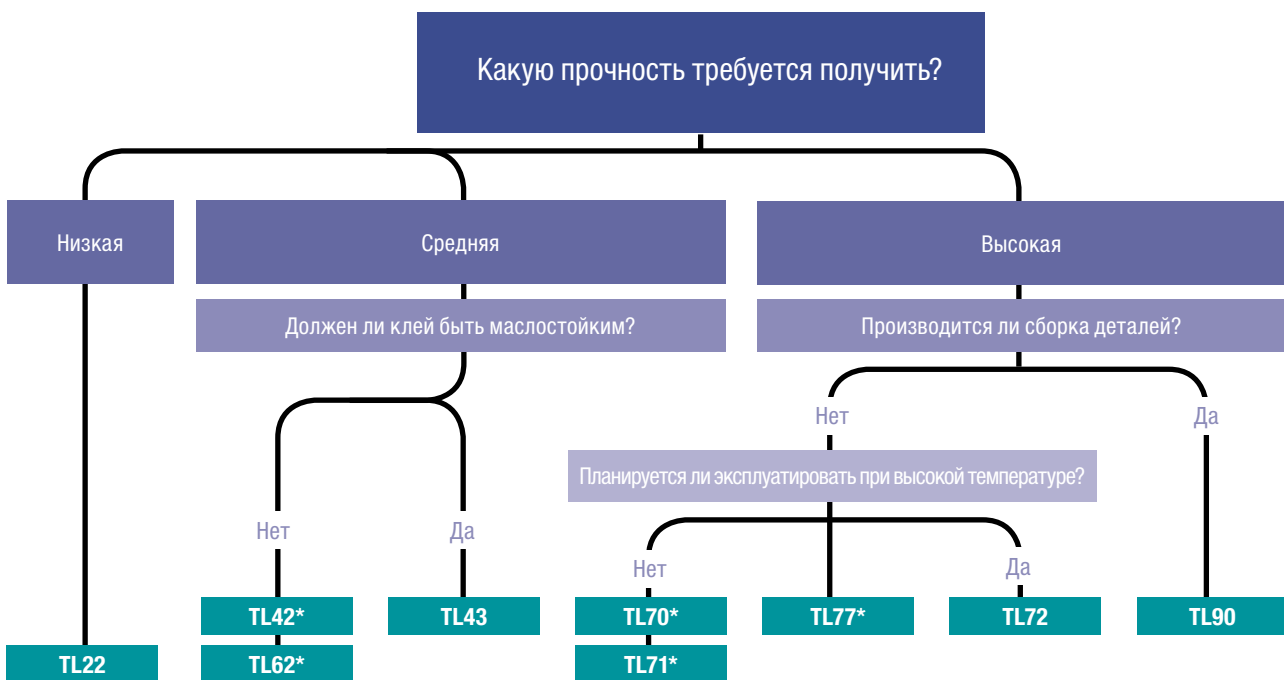 Какую прочность требуется получить?
Низкая
Средняя
Высокая
Должен ли клей быть маслостойким?
Производится ли сборка деталей?
Нет
Да
Планируется ли эксплуатировать при высокой температуре?
Нет
Да
Нет
Да
TL42*
TL43
TL70*
TL77*
TL72
TL90
TL22
TL62*
TL71*